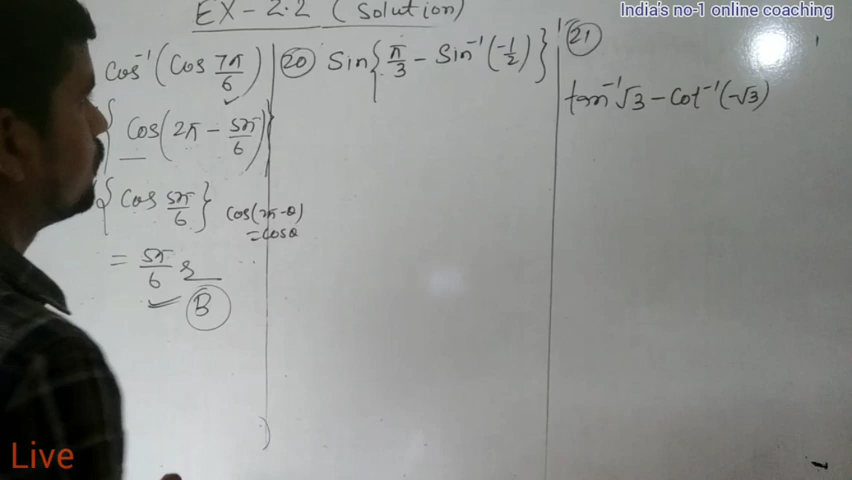 EX - 2.2 (Solution)
India's no-1 online coaching
cos⁻¹(cos 7π/6)
{cos(2π - 5π/6)}
{cos 5π/6} cos(2π-θ)
=cosθ
= 5π/6
B
20 Sin{π/3 - Sin⁻¹(-1/2)}
21
tan⁻¹√3 - Cot⁻¹(-√3)
Live